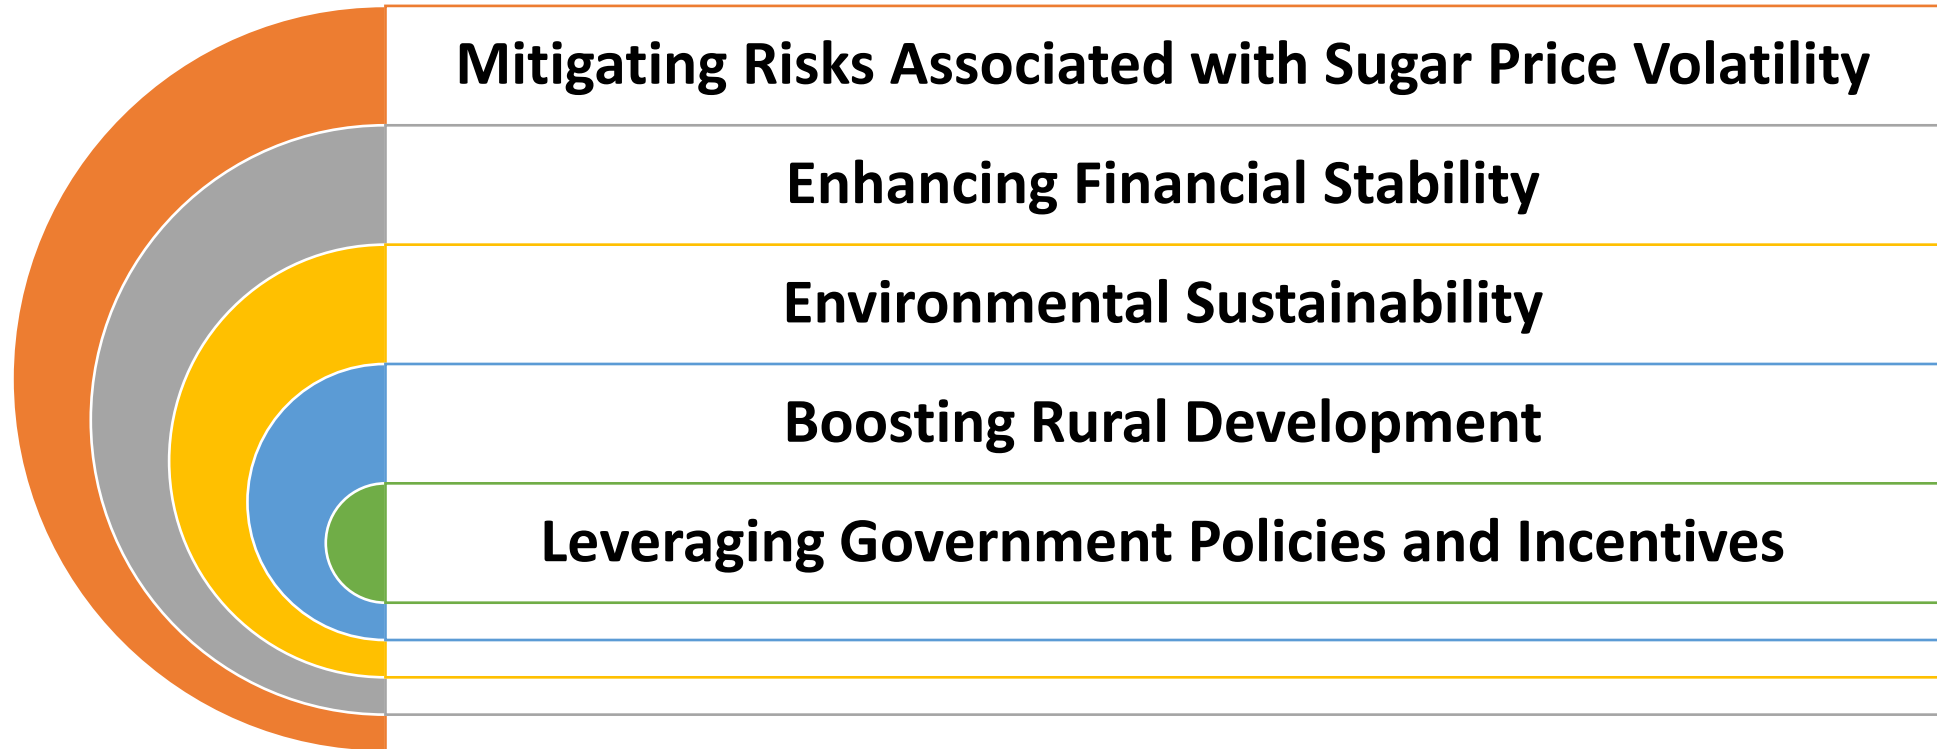 Mitigating Risks Associated with Sugar Price Volatility
Enhancing Financial Stability
Environmental Sustainability
Boosting Rural Development
Leveraging Government Policies and Incentives